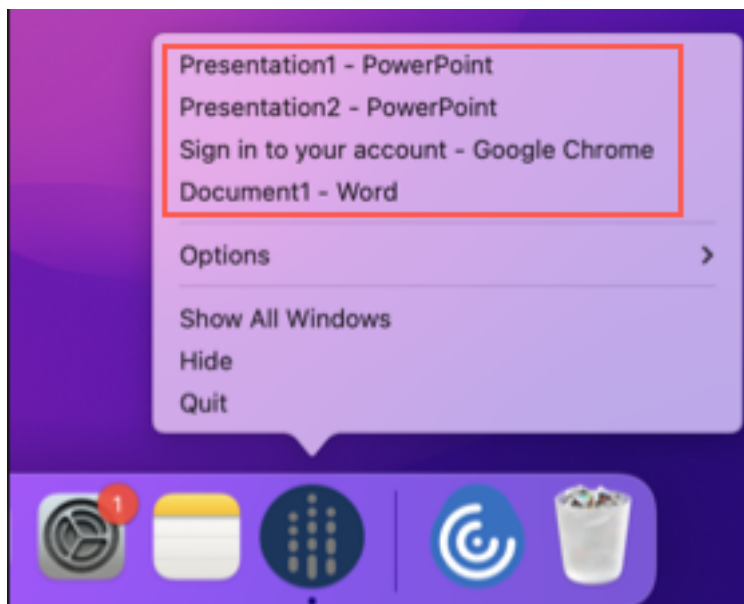 Presentation1 - PowerPoint
Presentation2 - PowerPoint
Sign in to your account - Google Chrome
Document1 - Word
Options
Show All Windows
Hide
Quit
1